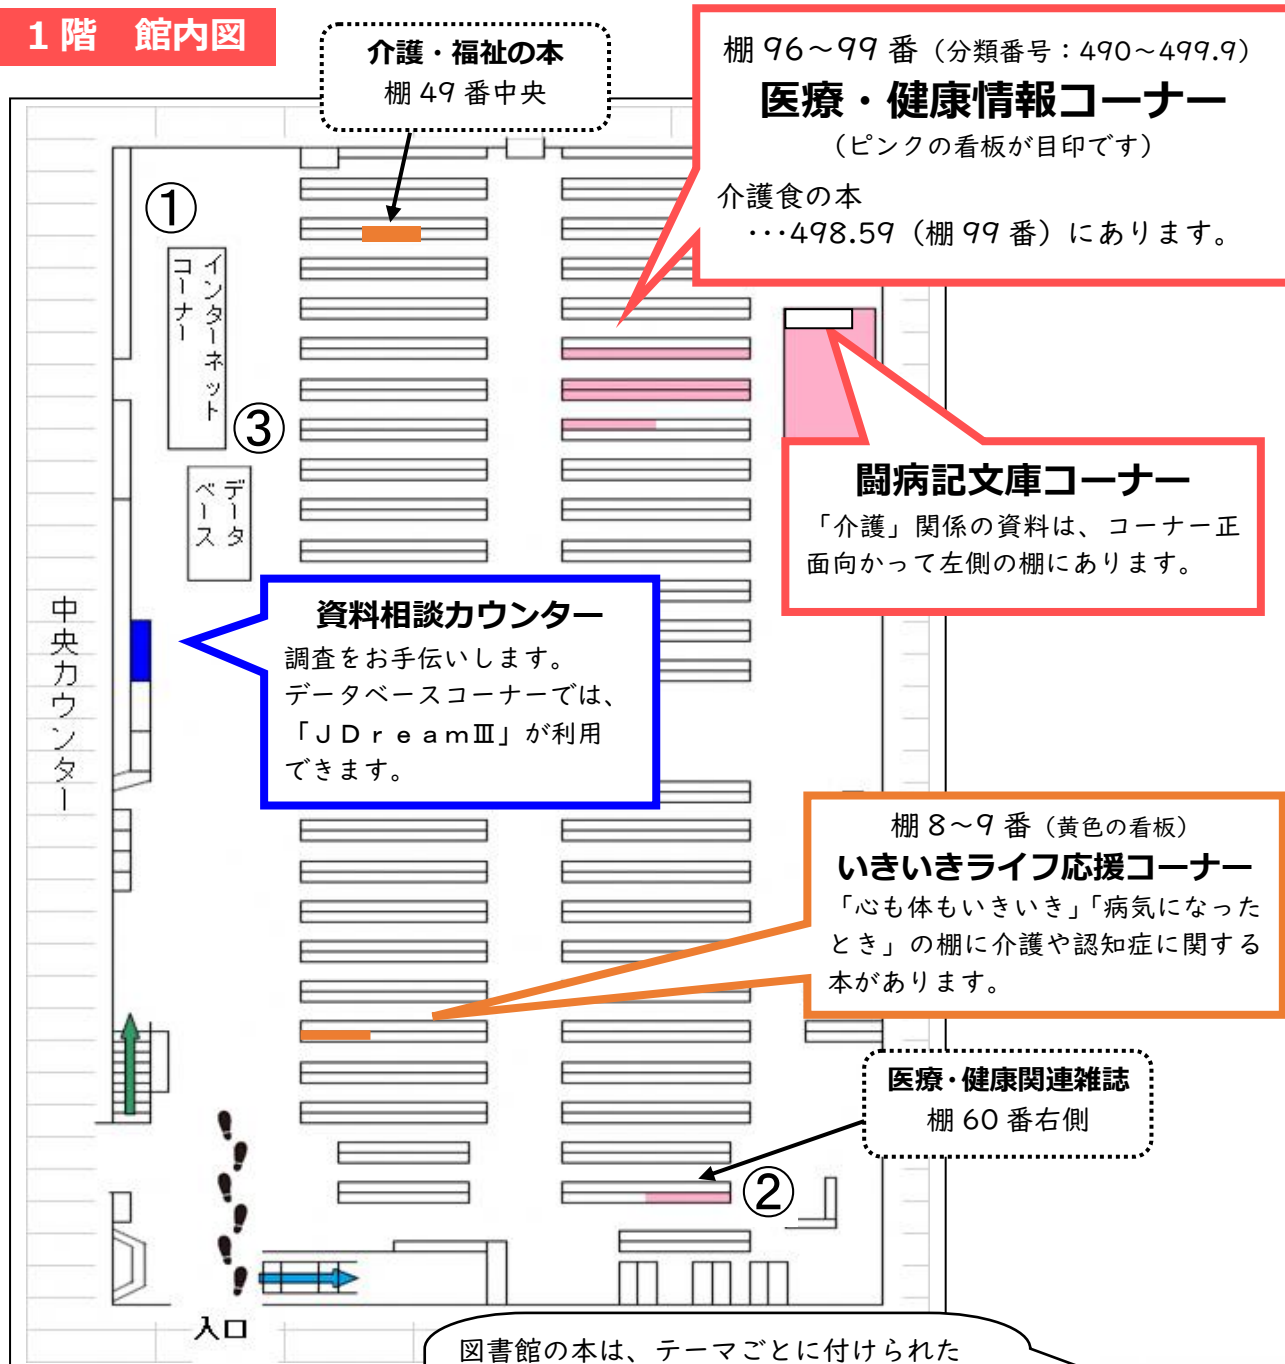 1階　館内図
介護・福祉の本
棚49番中央
棚96～99番（分類番号：490～499.9）
医療・健康情報コーナー
（ピンクの看板が目印です）
介護食の本
･･･498.59（棚99番）にあります。
①
インターネット
コーナー
③
データ
ベース
闘病記文庫コーナー
「介護」関係の資料は、コーナー正
面向かって左側の棚にあります。
中央カウンター
資料相談カウンター
調査をお手伝いします。
データベースコーナーでは、
「ＪＤｒｅａｍⅢ」が利用
できます。
棚8～9番（黄色の看板）
いきいきライフ応援コーナー
「心も体もいきいき」「病気になった
とき」の棚に介護や認知症に関する
本があります。
医療・健康関連雑誌
棚60番右側
②
入口
図書館の本は、テーマごとに付けられた